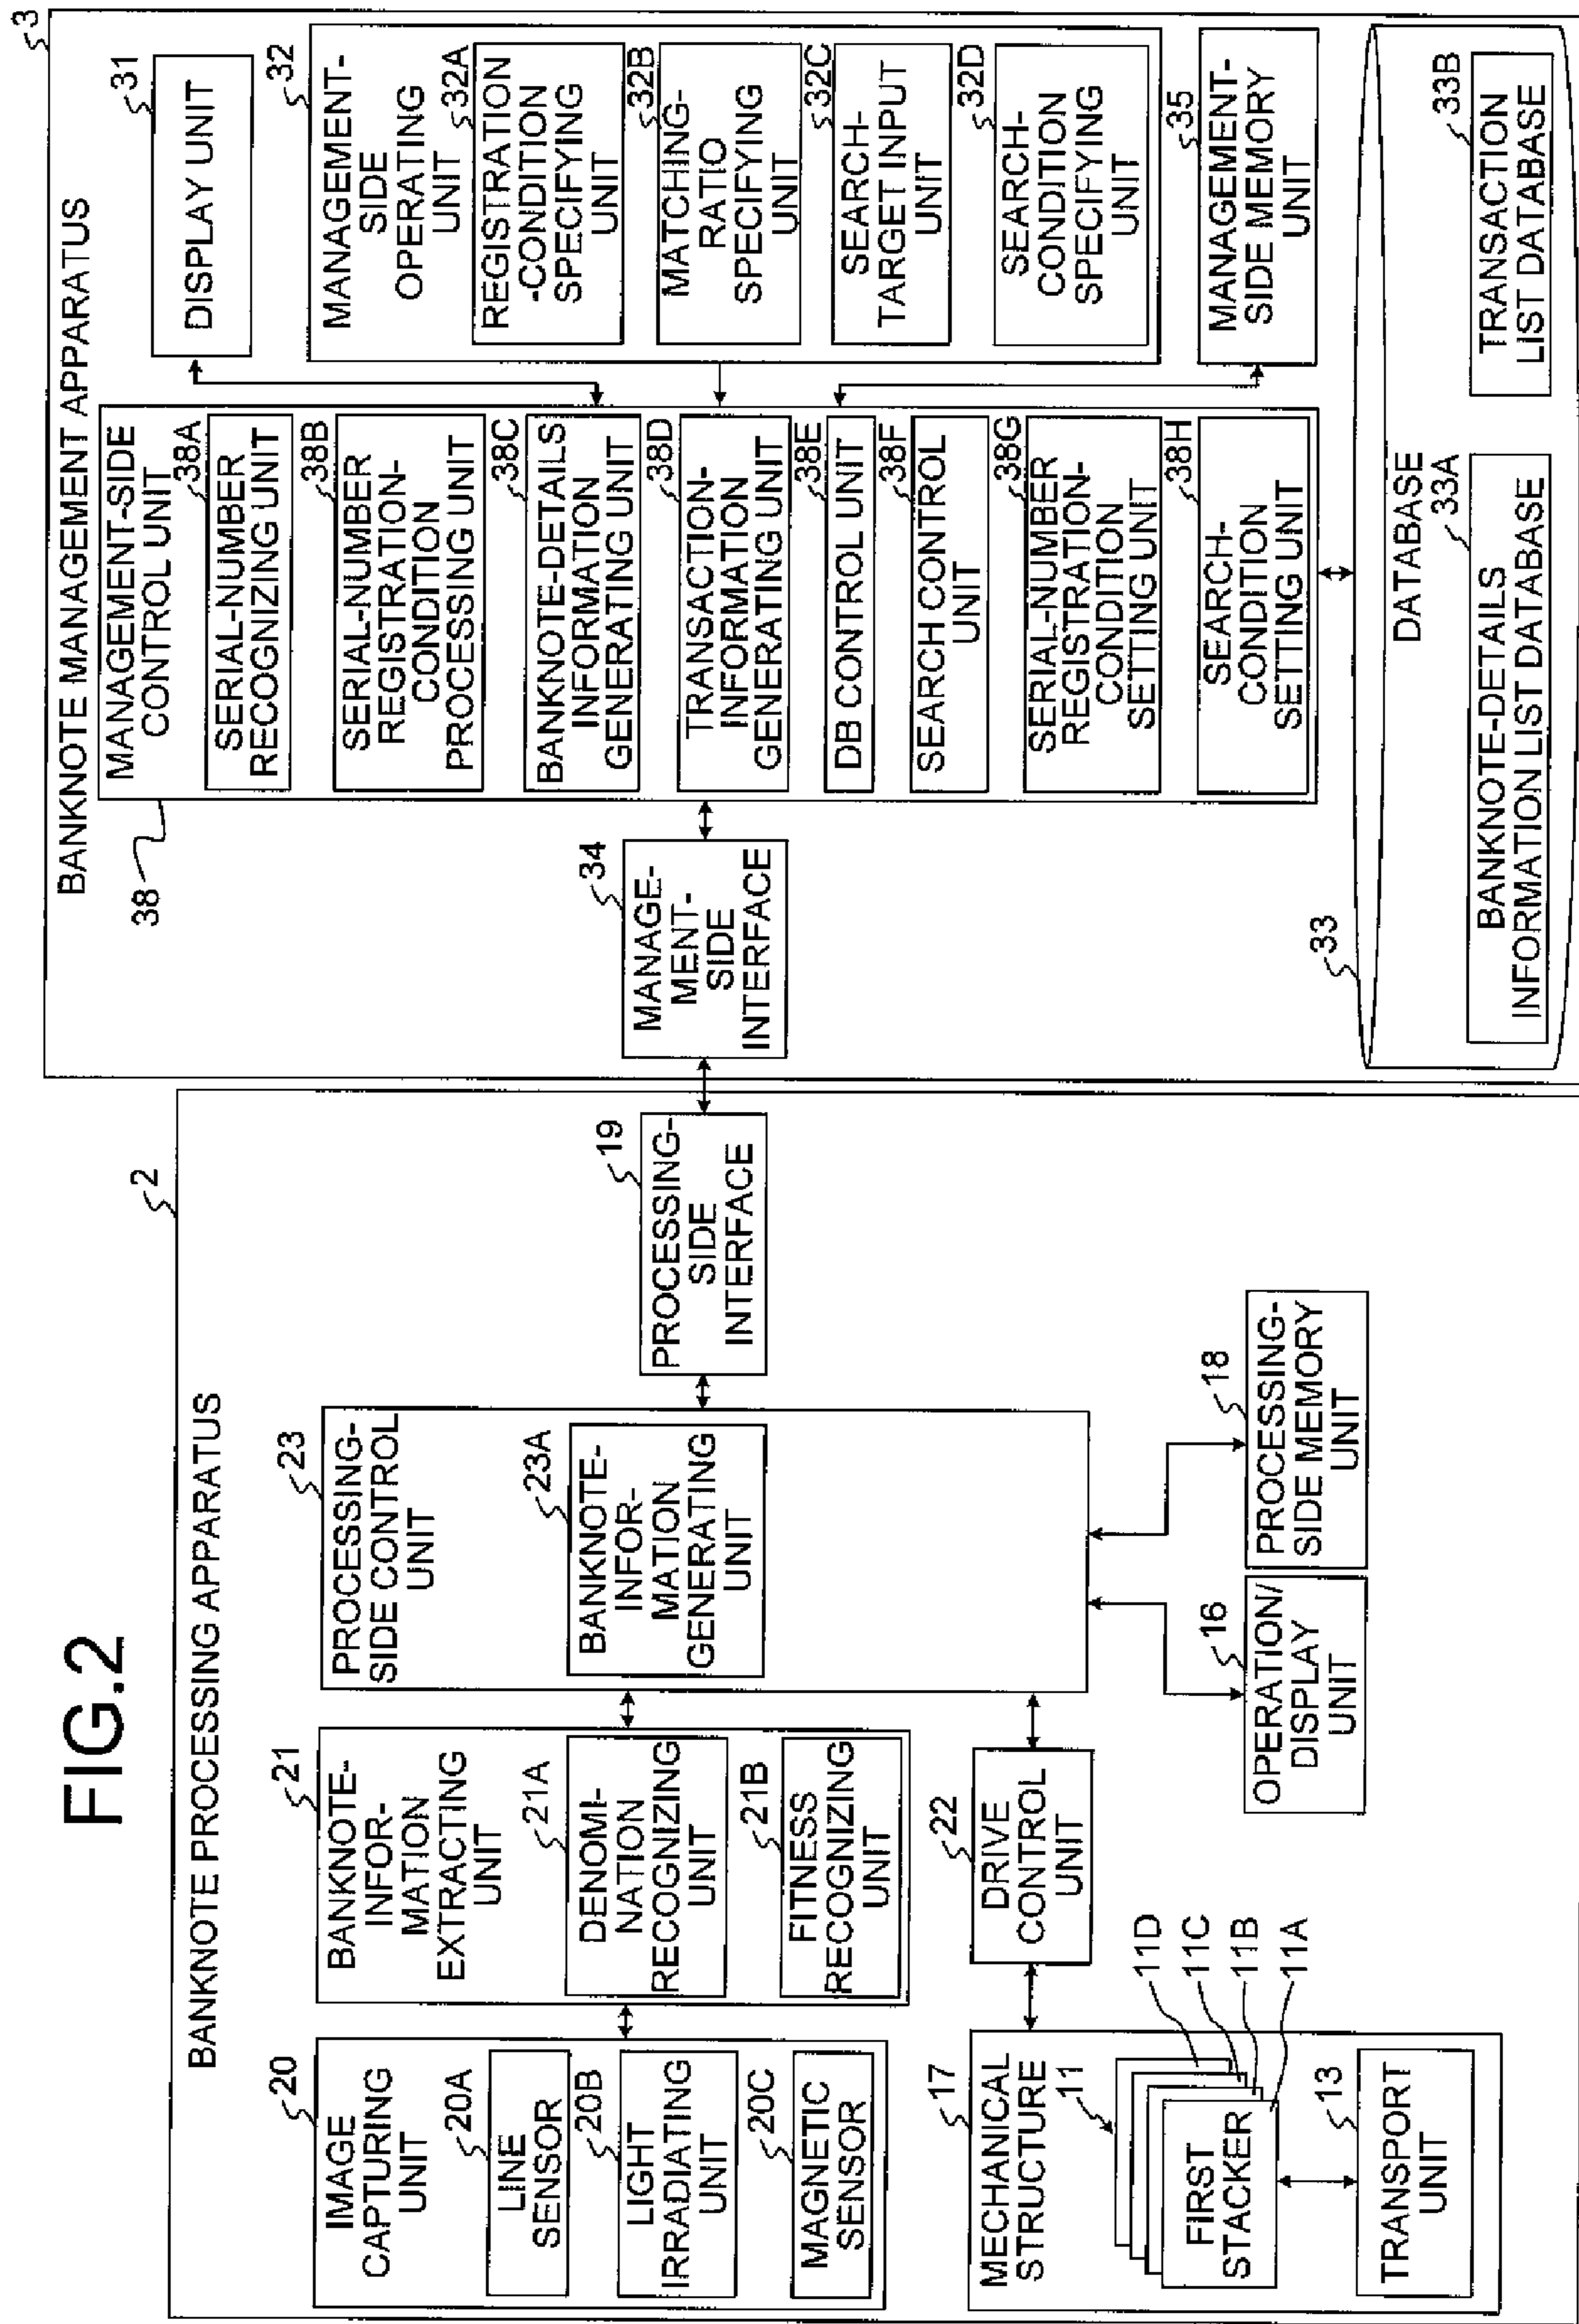 FIG.2
2
BANKNOTE PROCESSING APPARATUS
20
IMAGE
CAPTURING
UNIT
20A
LINE
SENSOR
20B
LIGHT
IRRADIATING
UNIT
20C
MAGNETIC
SENSOR
21
BANKNOTE-
INFOR-
MATION
EXTRACTING
UNIT
21A
DENOMI-
NATION
RECOGNIZING
UNIT
21B
FITNESS
RECOGNIZING
UNIT
23
PROCESSING-
SIDE CONTROL
UNIT
23A
BANKNOTE-
INFOR-
MATION
GENERATING
UNIT
19
PROCESSING-
SIDE
INTERFACE
17
MECHANICAL
STRUCTURE
11
11D
11C
11B
11A
FIRST
STACKER
13
TRANSPORT
UNIT
22
DRIVE
CONTROL
UNIT
16
OPERATION/
DISPLAY
UNIT
18
PROCESSING-
SIDE MEMORY
UNIT
3
BANKNOTE MANAGEMENT APPARATUS
34
MANAGE-
MENT-
SIDE
INTERFACE
38
MANAGEMENT-SIDE
CONTROL UNIT
38A
SERIAL-NUMBER
RECOGNIZING UNIT
38B
SERIAL-NUMBER
REGISTRATION-
CONDITION
PROCESSING UNIT
38C
BANKNOTE-DETAILS
INFORMATION
GENERATING UNIT
38D
TRANSACTION-
INFORMATION
GENERATING UNIT
38E
DB CONTROL UNIT
38F
SEARCH CONTROL
UNIT
38G
SERIAL-NUMBER
REGISTRATION-
CONDITION
SETTING UNIT
38H
SEARCH-
CONDITION
SETTING UNIT
31
DISPLAY UNIT
32
MANAGEMENT-
SIDE
OPERATING
UNIT
32A
REGISTRATION
-CONDITION
SPECIFYING
UNIT
32B
MATCHING-
RATIO
SPECIFYING
UNIT
32C
SEARCH-
TARGET INPUT
UNIT
32D
SEARCH-
CONDITION
SPECIFYING
UNIT
35
MANAGEMENT-
SIDE MEMORY
UNIT
33
DATABASE
33A
BANKNOTE-DETAILS
INFORMATION LIST DATABASE
33B
TRANSACTION
LIST DATABASE